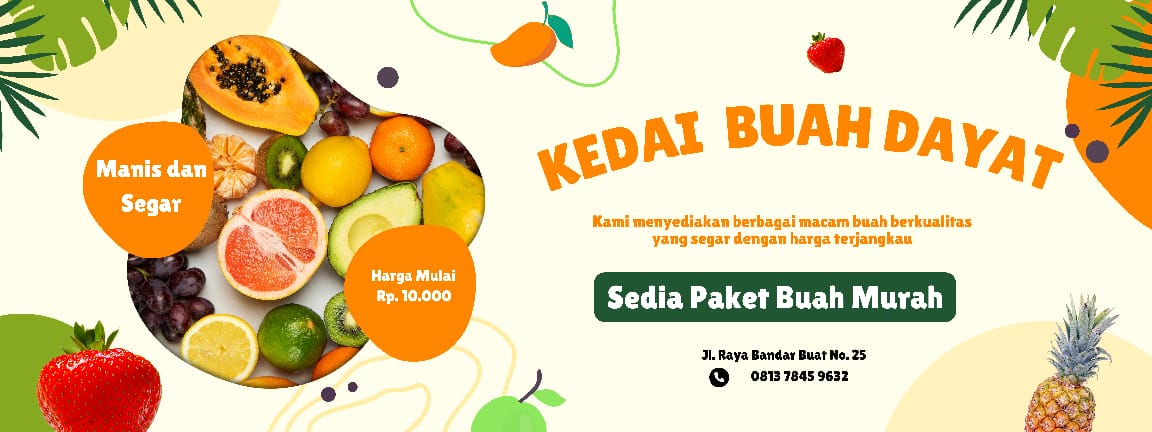 Manis dan
Segar
Harga Mulai
Rp. 10.000
KEDAI BUAH DAYAT
Kami menyediakan berbagai macam buah berkualitas
yang segar dengan harga terjangkau
Sedia Paket Buah Murah
Jl. Raya Bandar Buat No. 25
0813 7845 9632